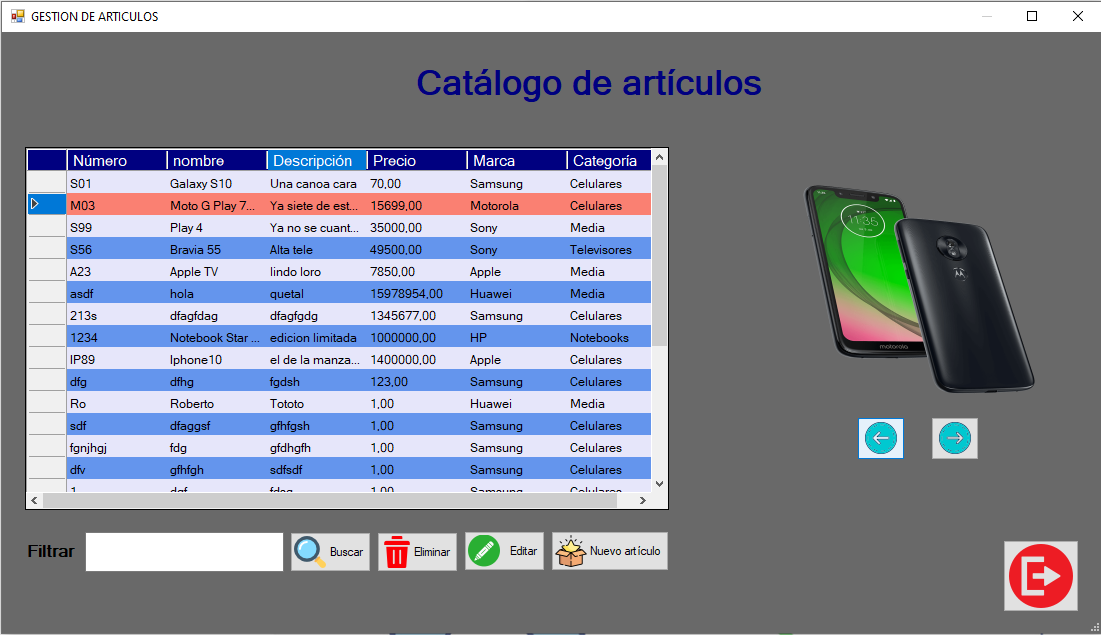 GESTION DE ARTICULOS
Catálogo de artículos
Número nombre Descripción Precio Marca Categoría
S01 Galaxy S10 Una canoa cara 70,00 Samsung Celulares
M03 Moto G Play 7... Ya siete de est... 15699,00 Motorola Celulares
S99 Play 4 Ya no se cuant... 35000,00 Sony Media
S56 Bravia 55 Alta tele 49500,00 Sony Televisores
A23 Apple TV lindo loro 7850,00 Apple Media
asdf hola quetal 15978954,00 Huawei Media
213s dfagfdag dfagfgdg 1345677,00 Samsung Celulares
1234 Notebook Star ... edicion limitada 1000000,00 HP Notebooks
IP89 Iphone10 el de la manza... 1400000,00 Apple Celulares
dfg dfhg fgdsh 123,00 Samsung Celulares
Ro Roberto Tototo 1,00 Huawei Media
sdf dfaggsf gfhfgsh 1,00 Samsung Celulares
fgnjhgj fdg gfdhgfh 1,00 Samsung Celulares
dfv gfhfgh sdfsdf 1,00 Samsung Celulares
1 dgf fdsg 1,00 Samsung Celulares
11:35
motorola
Filtrar Buscar Eliminar Editar Nuevo artículo